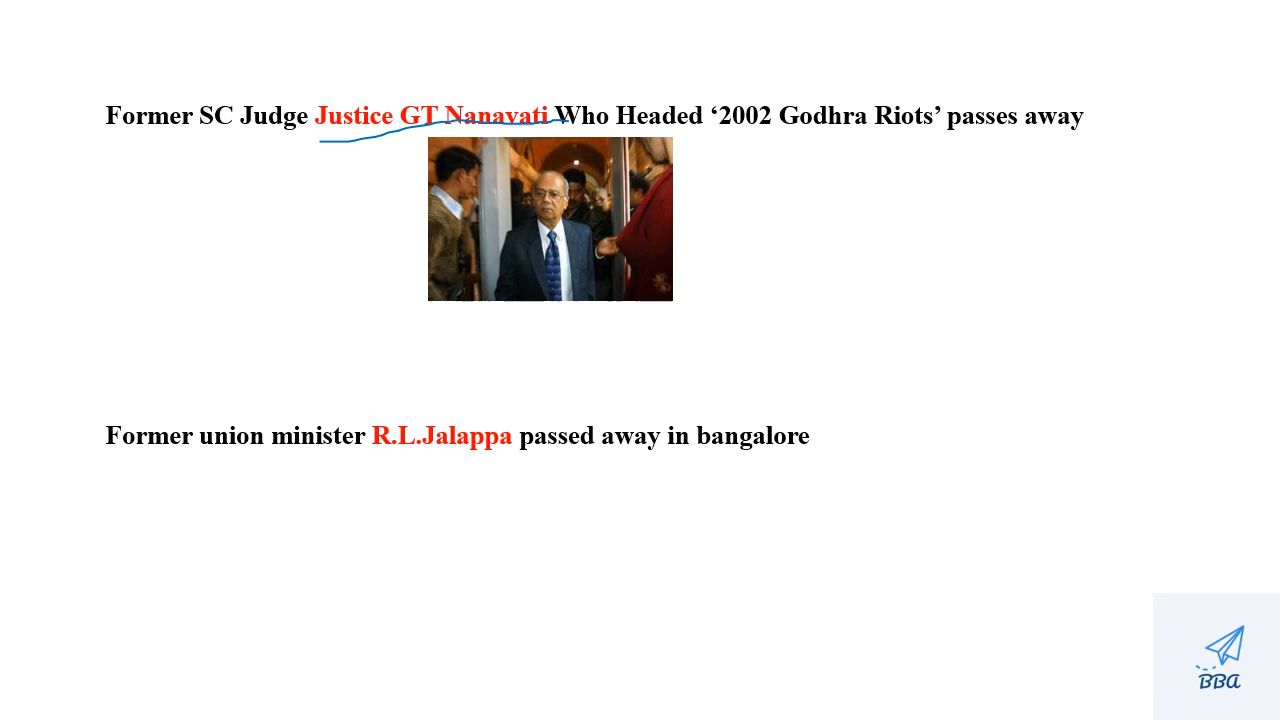 Former SC Judge Justice GT Nanavati Who Headed ‘2002 Godhra Riots’ passes away
Former union minister R.L.Jalappa passed away in bangalore
BBA